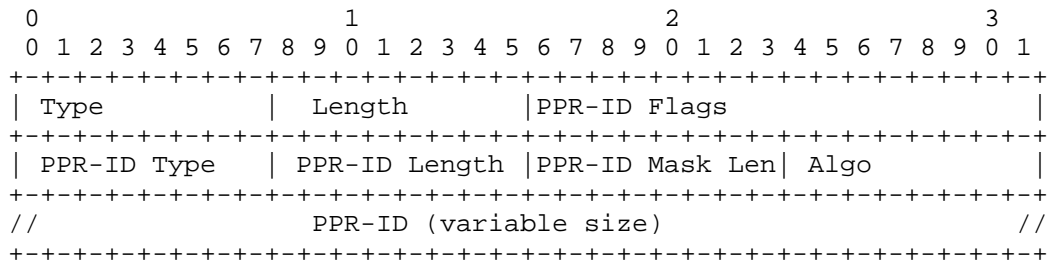 0                   1                   2                   3
 0 1 2 3 4 5 6 7 8 9 0 1 2 3 4 5 6 7 8 9 0 1 2 3 4 5 6 7 8 9 0 1
+-+-+-+-+-+-+-+-+-+-+-+-+-+-+-+-+-+-+-+-+-+-+-+-+-+-+-+-+-+-+-+-+
| Type          |  Length       |PPR-ID Flags                   |
+-+-+-+-+-+-+-+-+-+-+-+-+-+-+-+-+-+-+-+-+-+-+-+-+-+-+-+-+-+-+-+-+
| PPR-ID Type   | PPR-ID Length |PPR-ID Mask Len| Algo          |
+-+-+-+-+-+-+-+-+-+-+-+-+-+-+-+-+-+-+-+-+-+-+-+-+-+-+-+-+-+-+-+-+
//                 PPR-ID (variable size)                      //
+-+-+-+-+-+-+-+-+-+-+-+-+-+-+-+-+-+-+-+-+-+-+-+-+-+-+-+-+-+-+-+-+